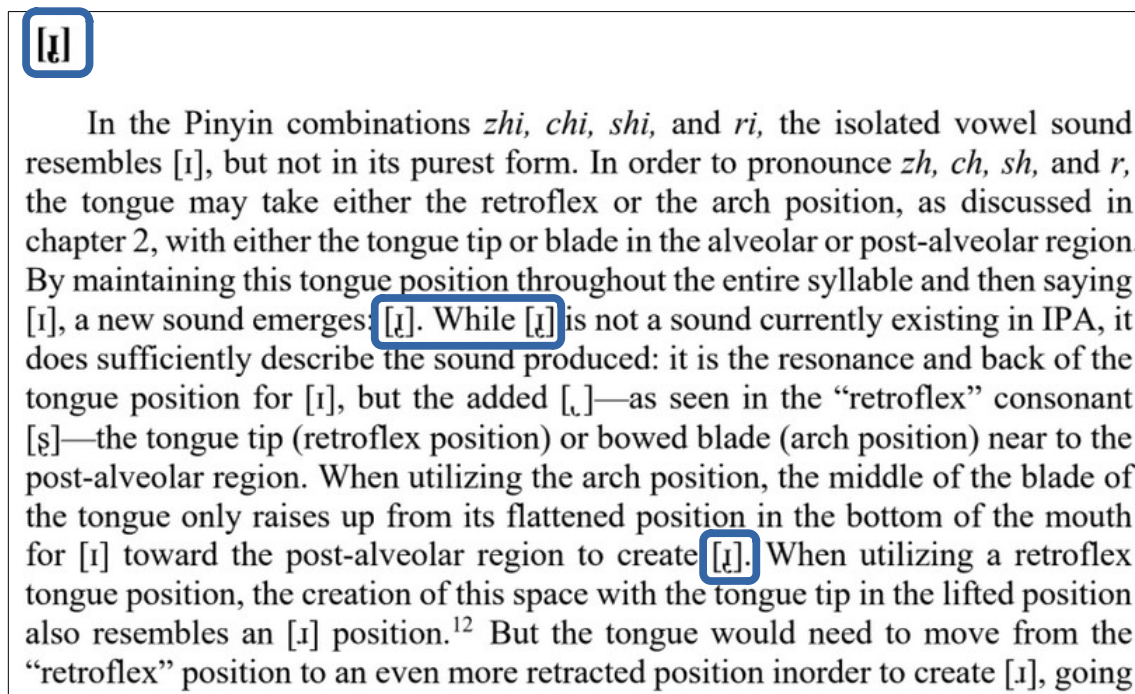 [ɪ̢]
In the Pinyin combinations zhi, chi, shi, and ri, the isolated vowel sound
resembles [ɪ], but not in its purest form. In order to pronounce zh, ch, sh, and r,
the tongue may take either the retroflex or the arch position, as discussed in
chapter 2, with either the tongue tip or blade in the alveolar or post-alveolar region.
By maintaining this tongue position throughout the entire syllable and then saying
[ɪ], a new sound emerges: [ɪ̢]. While [ɪ̢] is not a sound currently existing in IPA, it
does sufficiently describe the sound produced: it is the resonance and back of the
tongue position for [ɪ], but the added [ ̢]—as seen in the “retroflex” consonant
[ʂ]—the tongue tip (retroflex position) or bowed blade (arch position) near to the
post-alveolar region. When utilizing the arch position, the middle of the blade of
the tongue only raises up from its flattened position in the bottom of the mouth
for [ɪ] toward the post-alveolar region to create [ɪ̢]. When utilizing a retroflex
tongue position, the creation of this space with the tongue tip in the lifted position
also resembles an [ɹ] position.¹² But the tongue would need to move from the
“retroflex” position to an even more retracted position inorder to create [ɹ], going